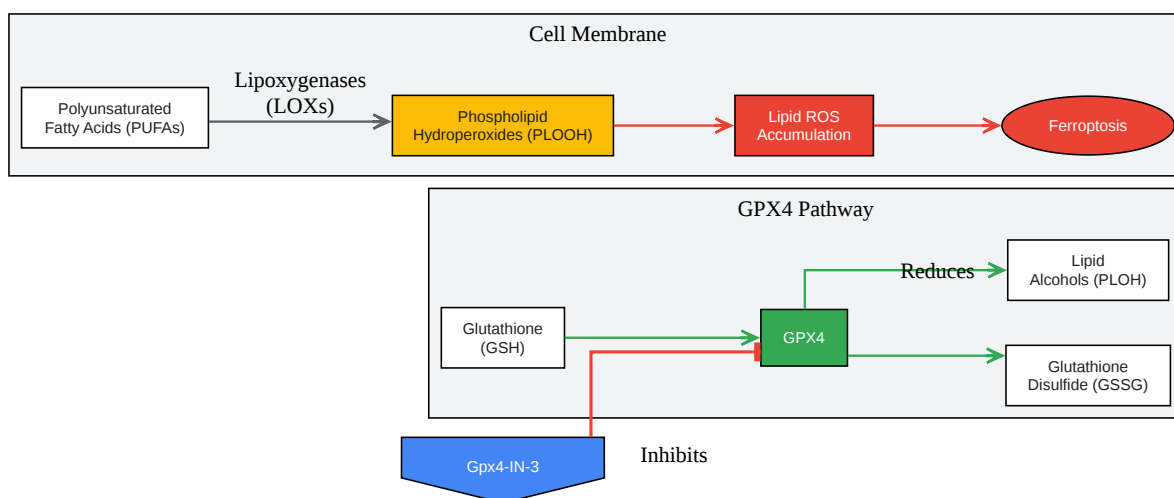 Cell Membrane
Polyunsaturated
Fatty Acids (PUFAs)
Lipoxygenases
(LOXs)
Phospholipid
Hydroperoxides (PLOOH)
Lipid ROS
Accumulation
Ferroptosis
GPX4 Pathway
Reduces
Lipid
Alcohols (PLOH)
Glutathione
(GSH)
GPX4
Glutathione
Disulfide (GSSG)
Gpx4-IN-3
Inhibits